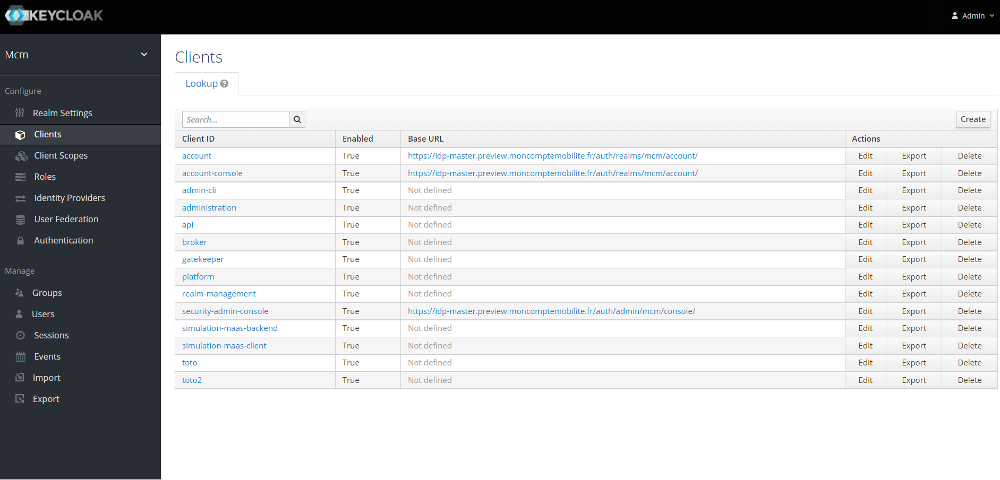 KEYCLOAK
Admin
Mcm
Configure
Realm Settings
Clients
Client Scopes
Roles
Identity Providers
User Federation
Authentication
Manage
Groups
Users
Sessions
Events
Import
Export
Clients
Lookup
Search...
Create
Client ID Enabled Base URL Actions
account True https://idp-master.preview.moncomptemobilite.fr/auth/realms/mcm/account/ Edit Export Delete
account-console True https://idp-master.preview.moncomptemobilite.fr/auth/realms/mcm/account/ Edit Export Delete
admin-cli True Not defined Edit Export Delete
administration True Not defined Edit Export Delete
api True Not defined Edit Export Delete
broker True Not defined Edit Export Delete
gatekeeper True Not defined Edit Export Delete
platform True Not defined Edit Export Delete
realm-management True Not defined Edit Export Delete
security-admin-console True https://idp-master.preview.moncomptemobilite.fr/auth/admin/mcm/console/ Edit Export Delete
simulation-maas-backend True Not defined Edit Export Delete
simulation-maas-client True Not defined Edit Export Delete
toto True Not defined Edit Export Delete
toto2 True Not defined Edit Export Delete